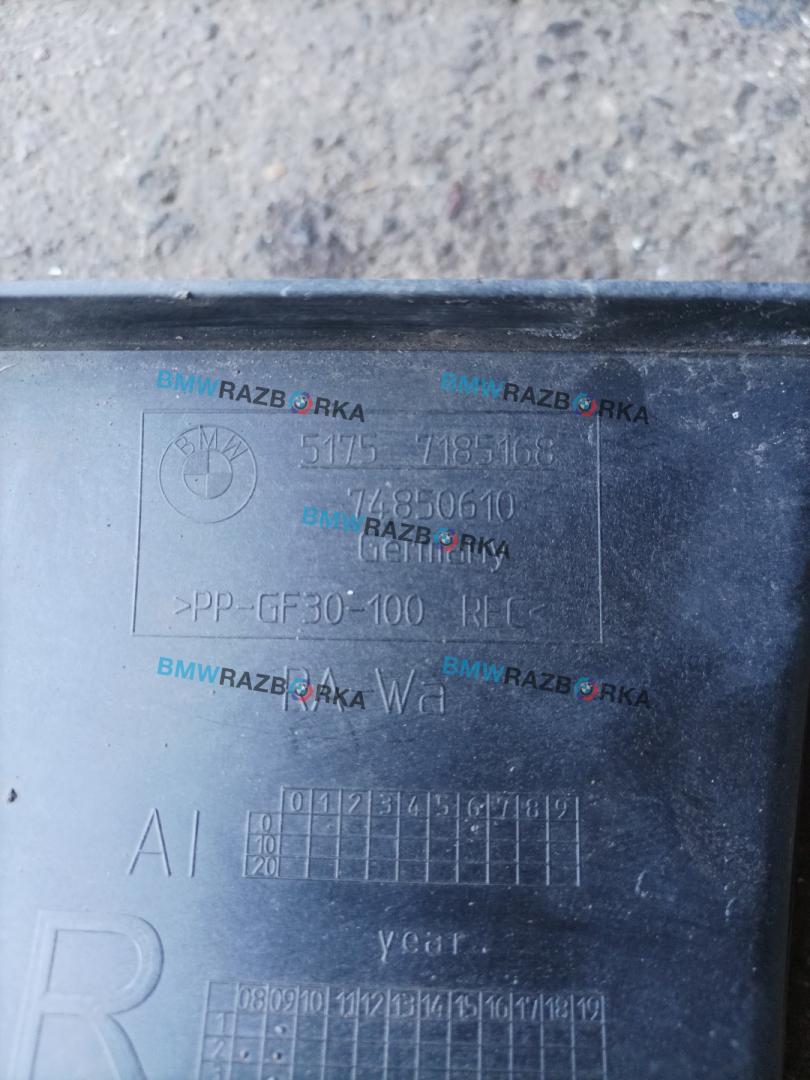 BMWRAZBORKA BMWRAZBORKA
BMW
5175 7185168
74850610
BMWRAZBORKA
Germany
>PP-GF30-100 REC<
BMWRAZBORKA BMWRAZBORKA
RA-Wa
0 1 2 3 4 5 6 7 8 9
AI
0
10
20
year
R
08 09 10 11 12 13 14 15 16 17 18 19
1
2